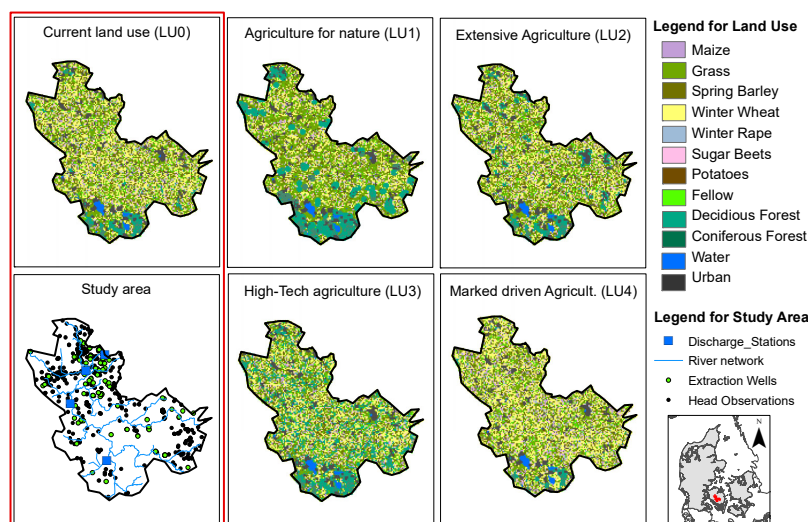 Current land use (LU0)
Agriculture for nature (LU1)
Extensive Agriculture (LU2)
Study area
High-Tech agriculture (LU3)
Marked driven Agricult. (LU4)
Legend for Land Use
Maize
Grass
Spring Barley
Winter Wheat
Winter Rape
Sugar Beets
Potatoes
Fellow
Decidious Forest
Coniferous Forest
Water
Urban
Legend for Study Area
Discharge_Stations
River network
Extraction Wells
Head Observations
N